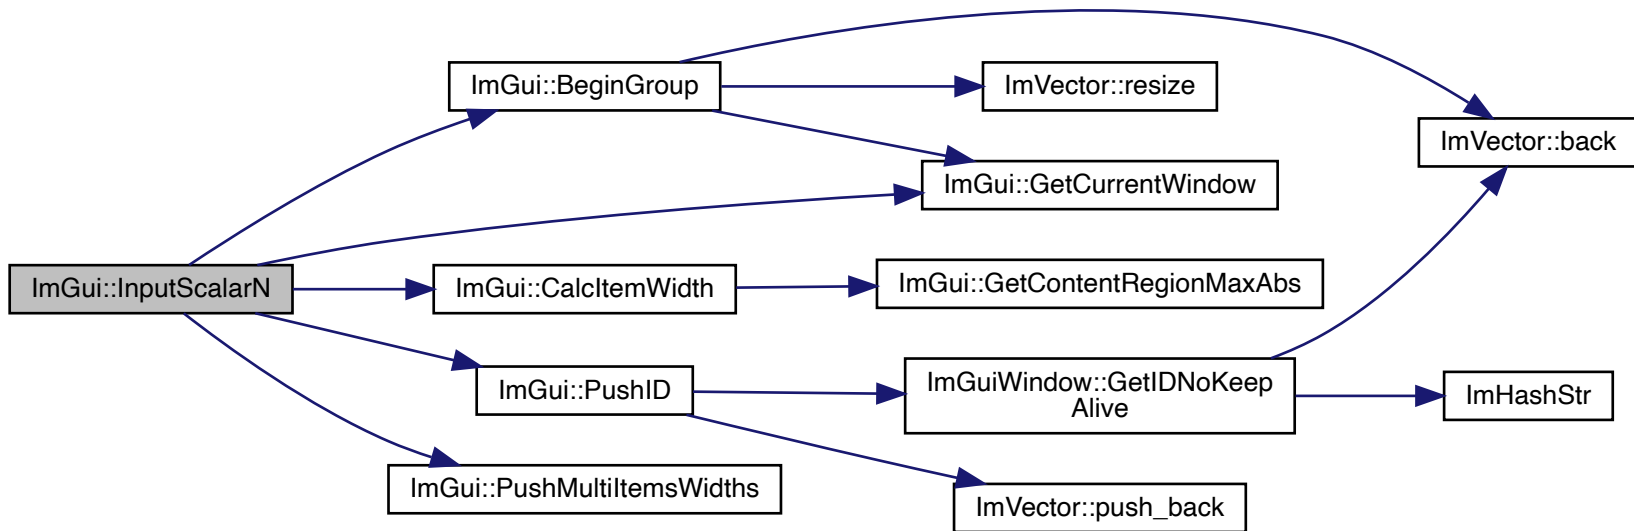 ImGui::InputScalarN
ImGui::BeginGroup
ImVector::resize
ImVector::back
ImGui::GetCurrentWindow
ImGui::CalcItemWidth
ImGui::GetContentRegionMaxAbs
ImGui::PushID
ImGuiWindow::GetIDNoKeep
Alive
ImHashStr
ImGui::PushMultiItemsWidths
ImVector::push_back